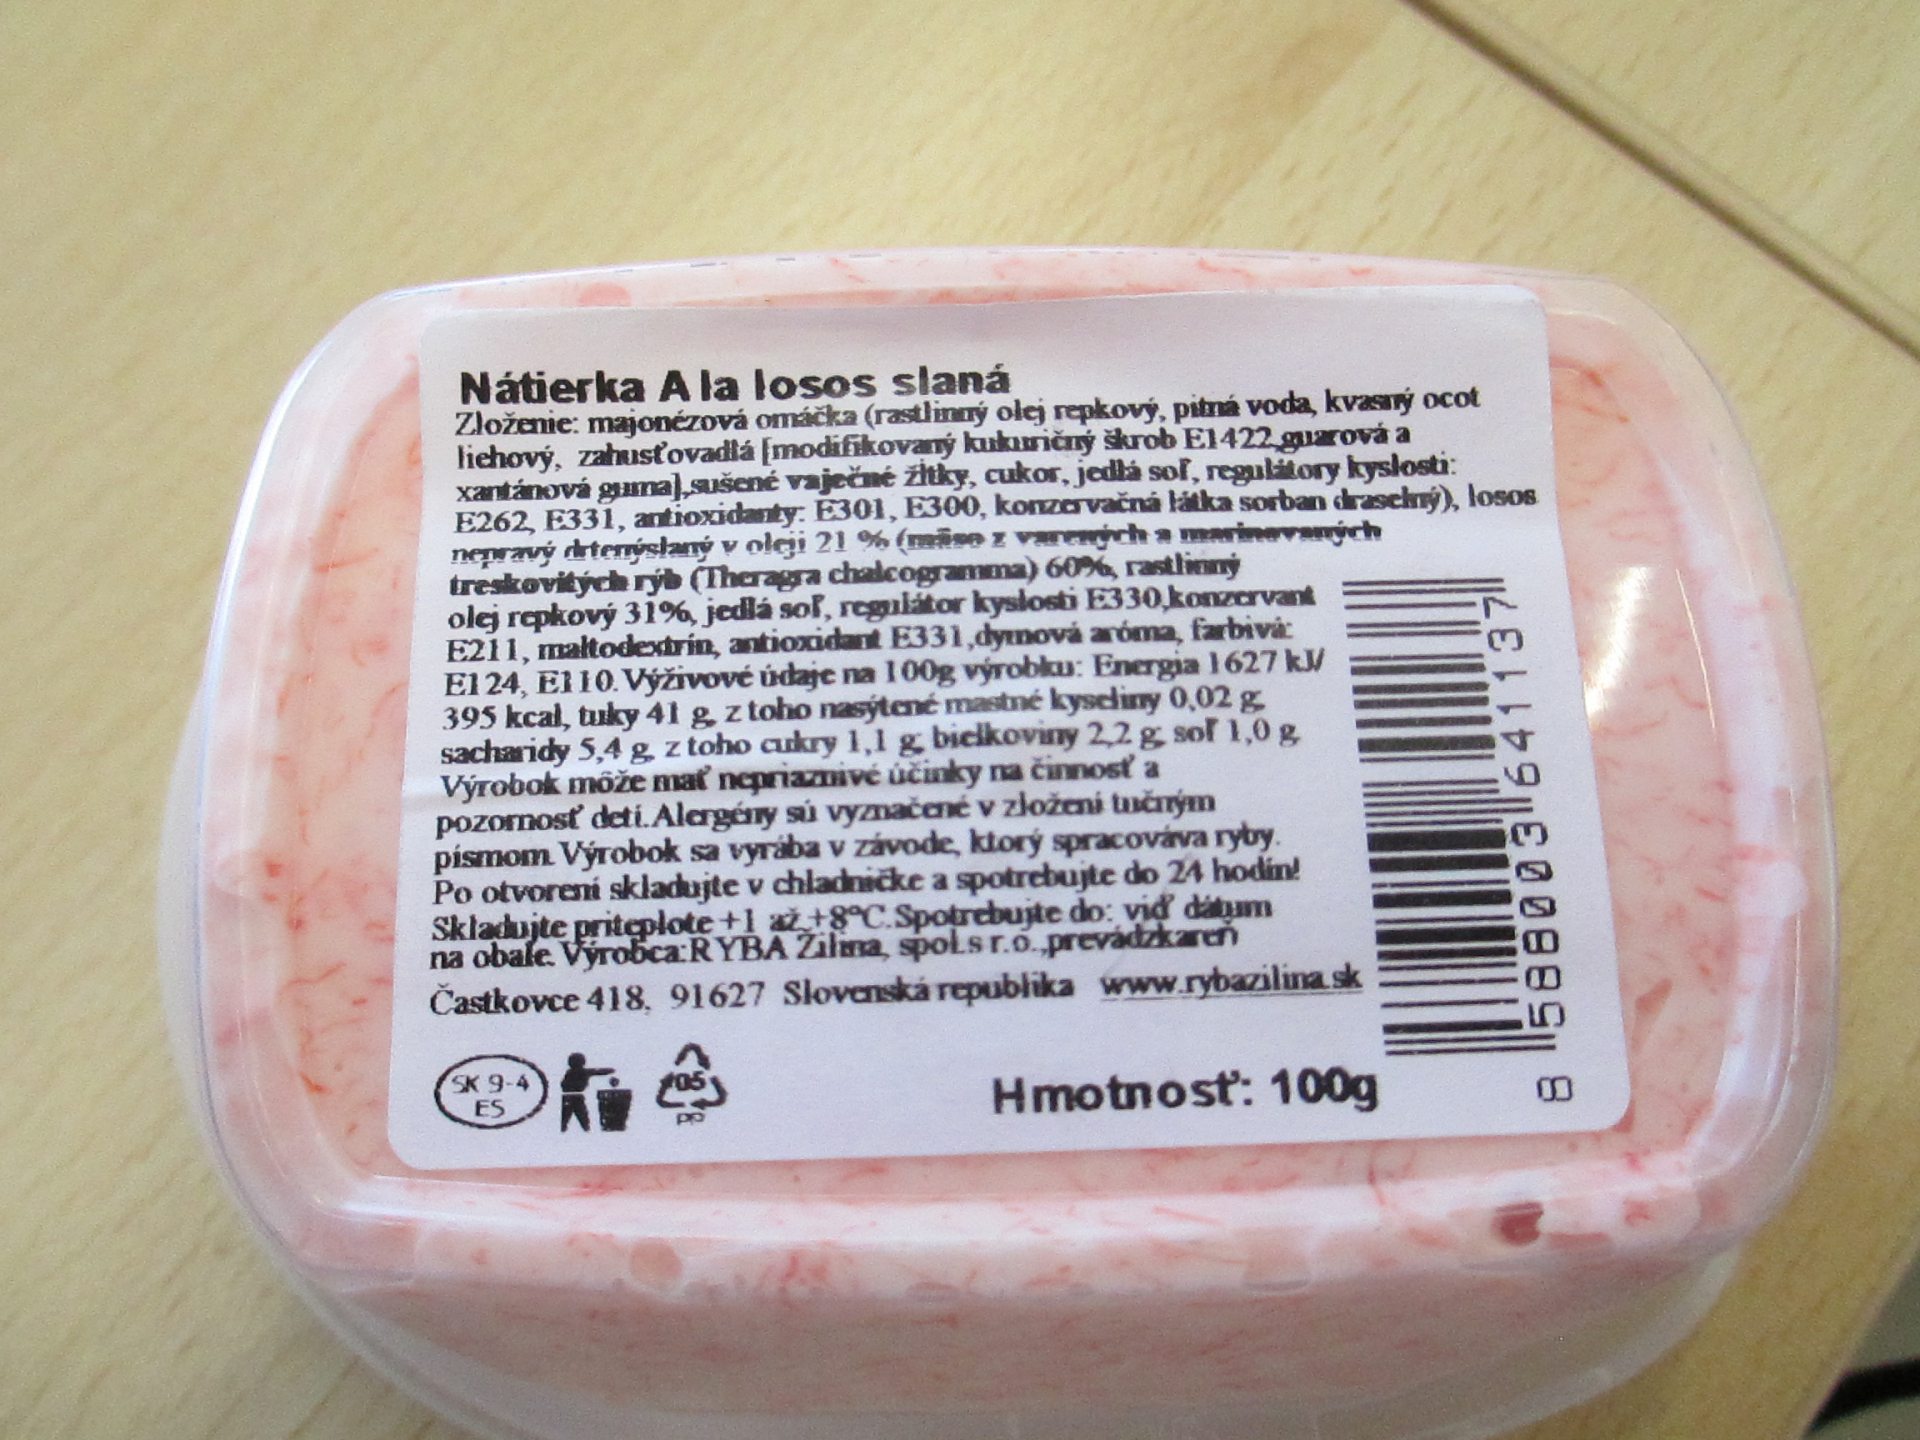 Nátierka A la losos slaná
Zloženie: majonézová omáčka (rastlinný olej repkový, pitná voda, kvasný ocot
liehový, zahusťovadlá [modifikovaný kukuričný škrob E1422,guarová a
xantánová guma],sušené vaječné žĺtky, cukor, jedlá soľ, regulátory kyslosti:
E262, E331, antioxidanty: E301, E300, konzervačná látka sorban draselný), losos
nepravý drtenýslaný v oleji 21 % (mäso z varených a marinovaných
treskovitých rýb (Theragra chalcogramma) 60%, rastlinný
olej repkový 31%, jedlá soľ, regulátor kyslosti E330,konzervant
E211, maltodextrín, antioxidant E331,dymová aróma, farbivá:
E124, E110. Výživové údaje na 100g výrobku: Energia 1627 kJ/
395 kcal, tuky 41 g, z toho nasýtené mastné kyseliny 0,02 g,
sacharidy 5,4 g, z toho cukry 1,1 g, bielkoviny 2,2 g, soľ 1,0 g.
Výrobok môže mať nepriaznivé účinky na činnosť a
pozornosť detí.Alergény sú vyznačené v zložení tučným
písmom. Výrobok sa vyrába v závode, ktorý spracováva ryby.
Po otvorení skladujte v chladničke a spotrebujte do 24 hodín!
Skladujte priteplote +1 až +8°C.Spotrebujte do: viď dátum
na obale. Výrobca:RYBA Žilina, spol.s r.o.,prevádzkareň
Častkovce 418, 91627 Slovenská republika www.rybazilina.sk
8 588003 641137
SK 9-4
ES
05
PP
Hmotnosť: 100g